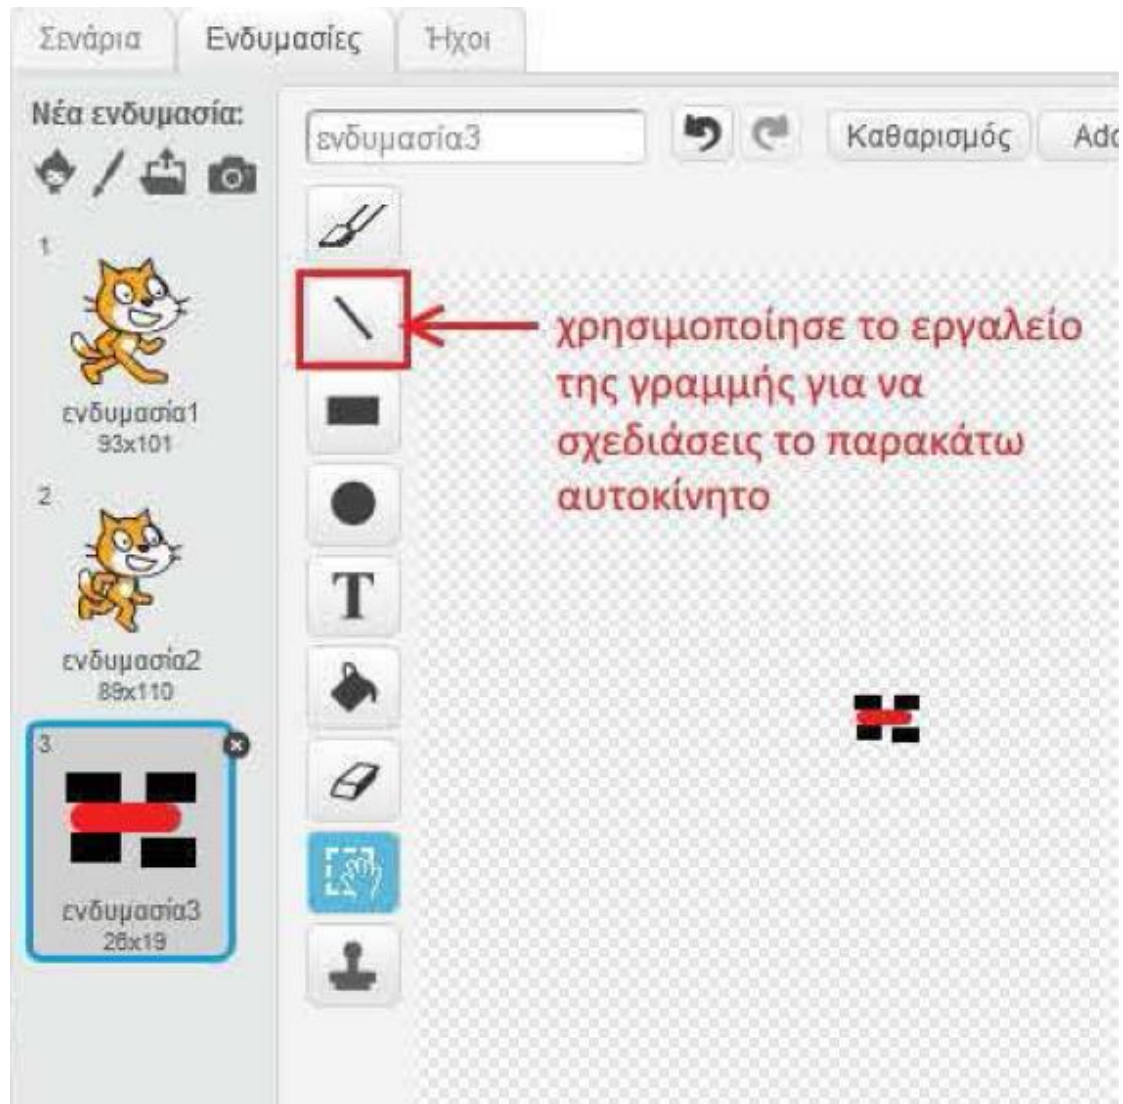 Σενάρια
Ενδυμασίες
Ήχοι
Νέα ενδυμασία:
ενδυμασία3
Καθαρισμός
Add
1
ενδυμασία1
93x101
2
ενδυμασία2
89x110
3
ενδυμασία3
26x19
χρησιμοποίησε το εργαλείο
της γραμμής για να
σχεδιάσεις το παρακάτω
αυτοκίνητο
T